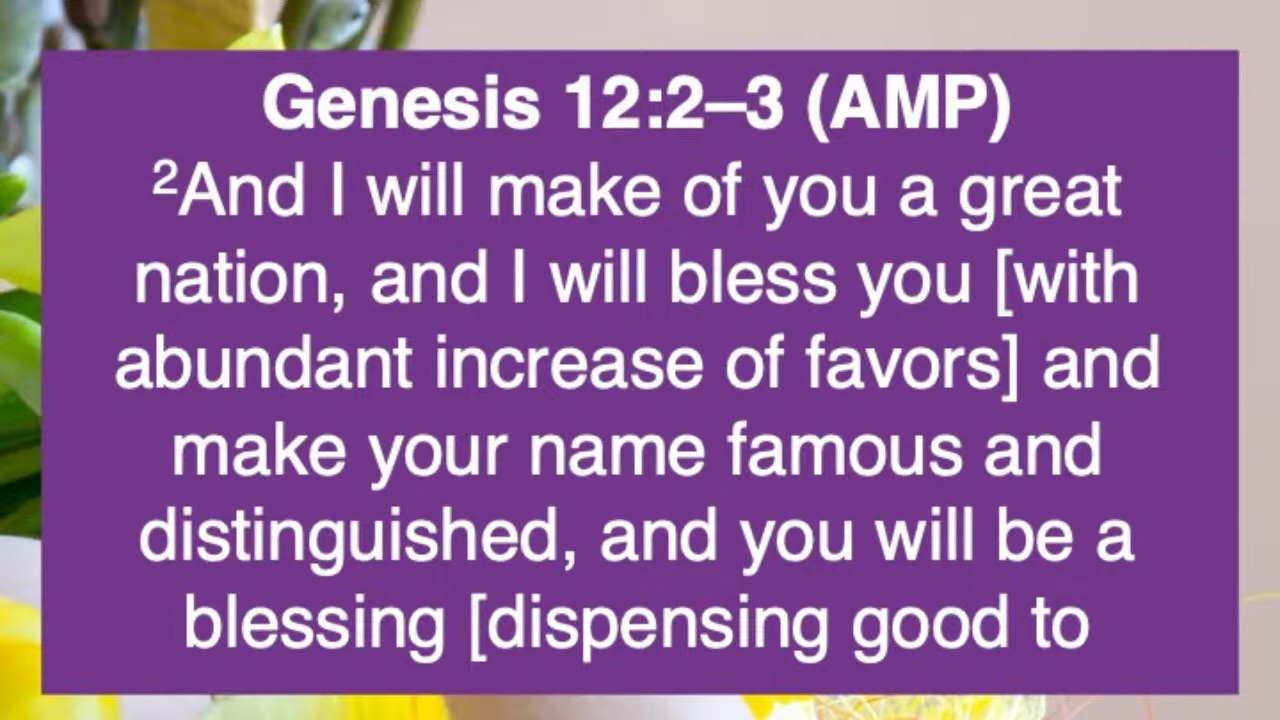 Genesis 12:2–3 (AMP)
²And I will make of you a great
nation, and I will bless you [with
abundant increase of favors] and
make your name famous and
distinguished, and you will be a
blessing [dispensing good to